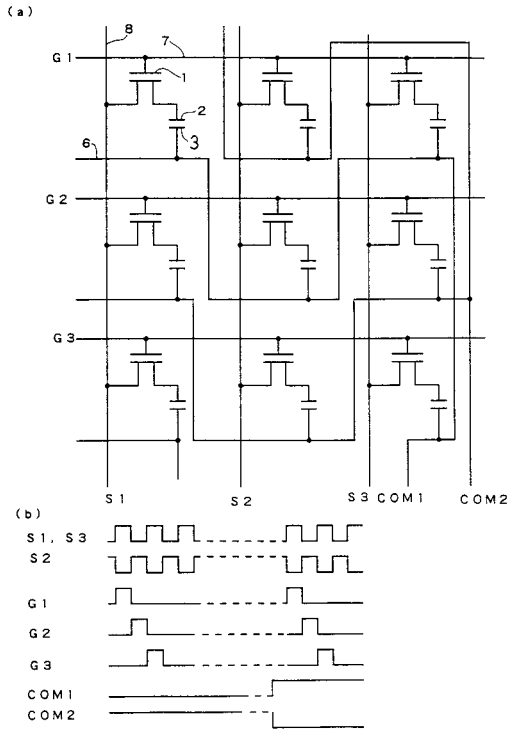 (a)
8
7
G1
1
2
3
6
G2
G3
S1 S2 S3 COM1 COM2
(b)
S1, S3
S2
G1
G2
G3
COM1
COM2